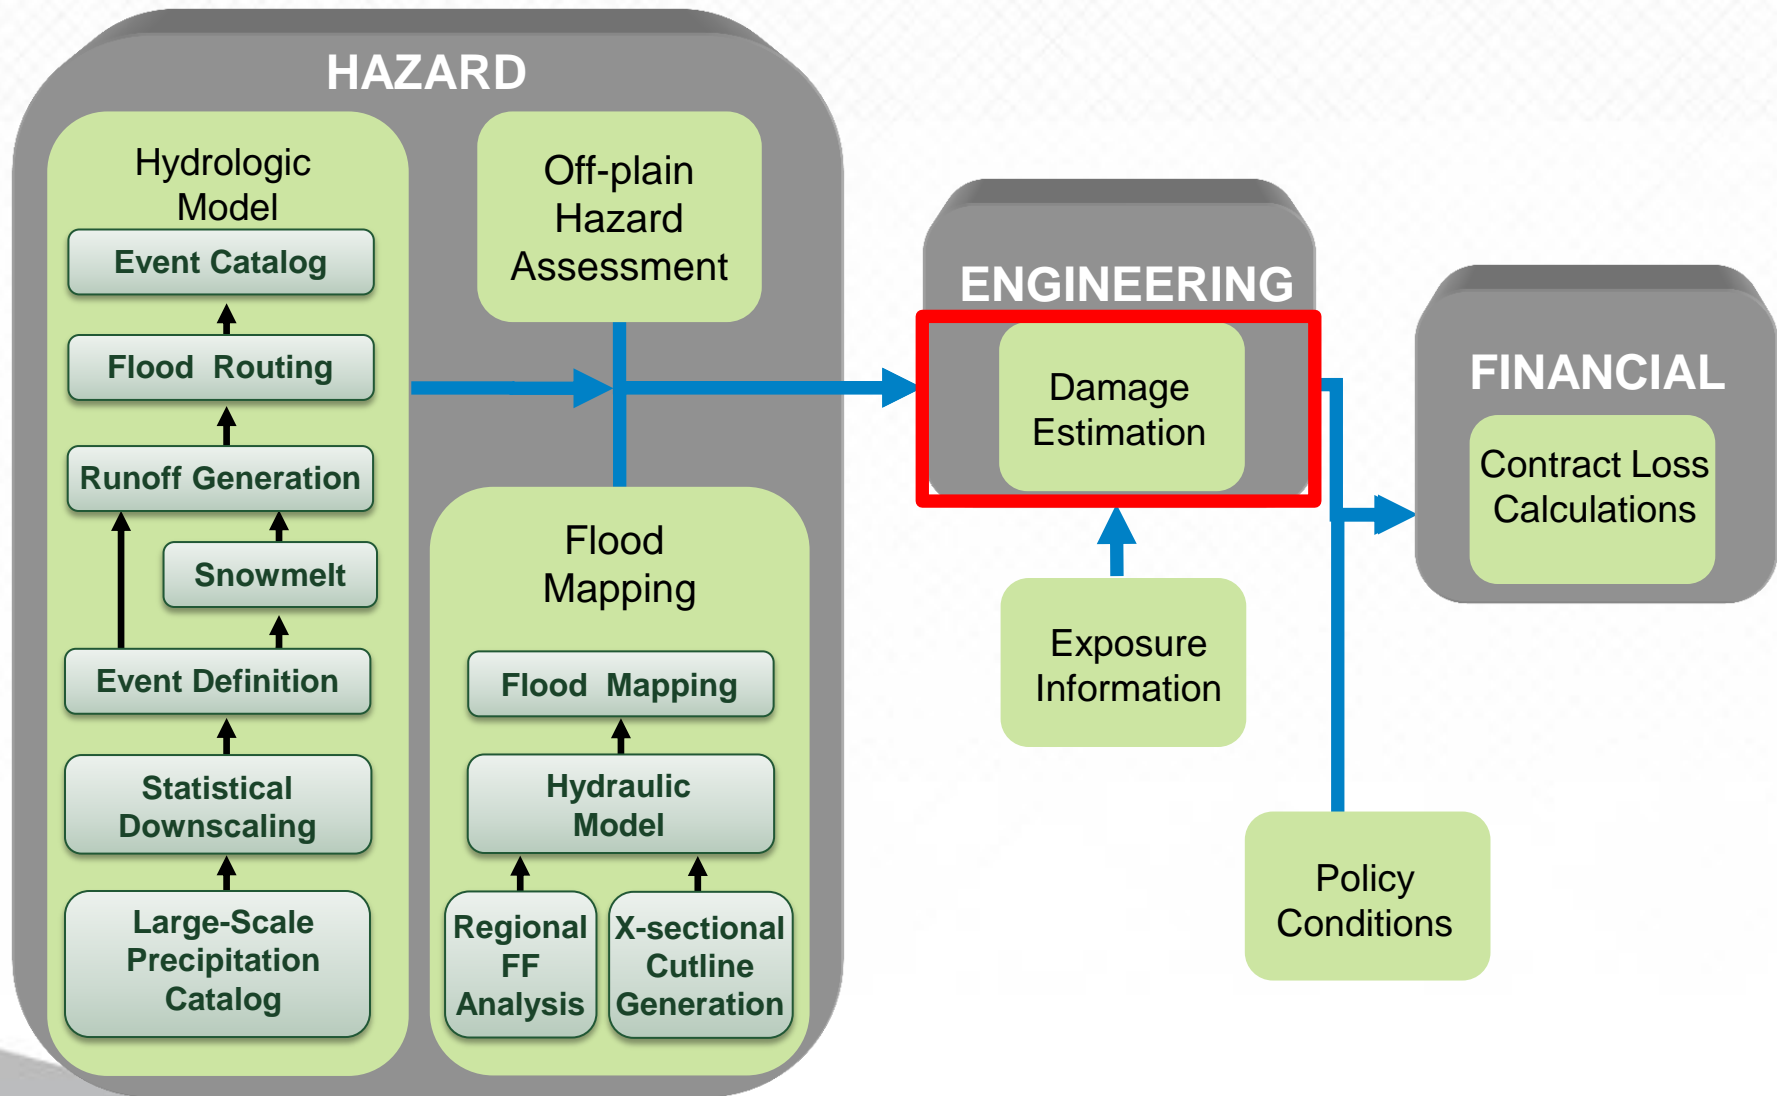 HAZARD
Hydrologic
Model
Event Catalog
Flood Routing
Runoff Generation
Snowmelt
Event Definition
Statistical
Downscaling
Large-Scale
Precipitation
Catalog
Off-plain
Hazard
Assessment
Flood
Mapping
Flood Mapping
Hydraulic
Model
Regional
FF
Analysis
X-sectional
Cutline
Generation
ENGINEERING
Damage
Estimation
Exposure
Information
FINANCIAL
Contract Loss
Calculations
Policy
Conditions